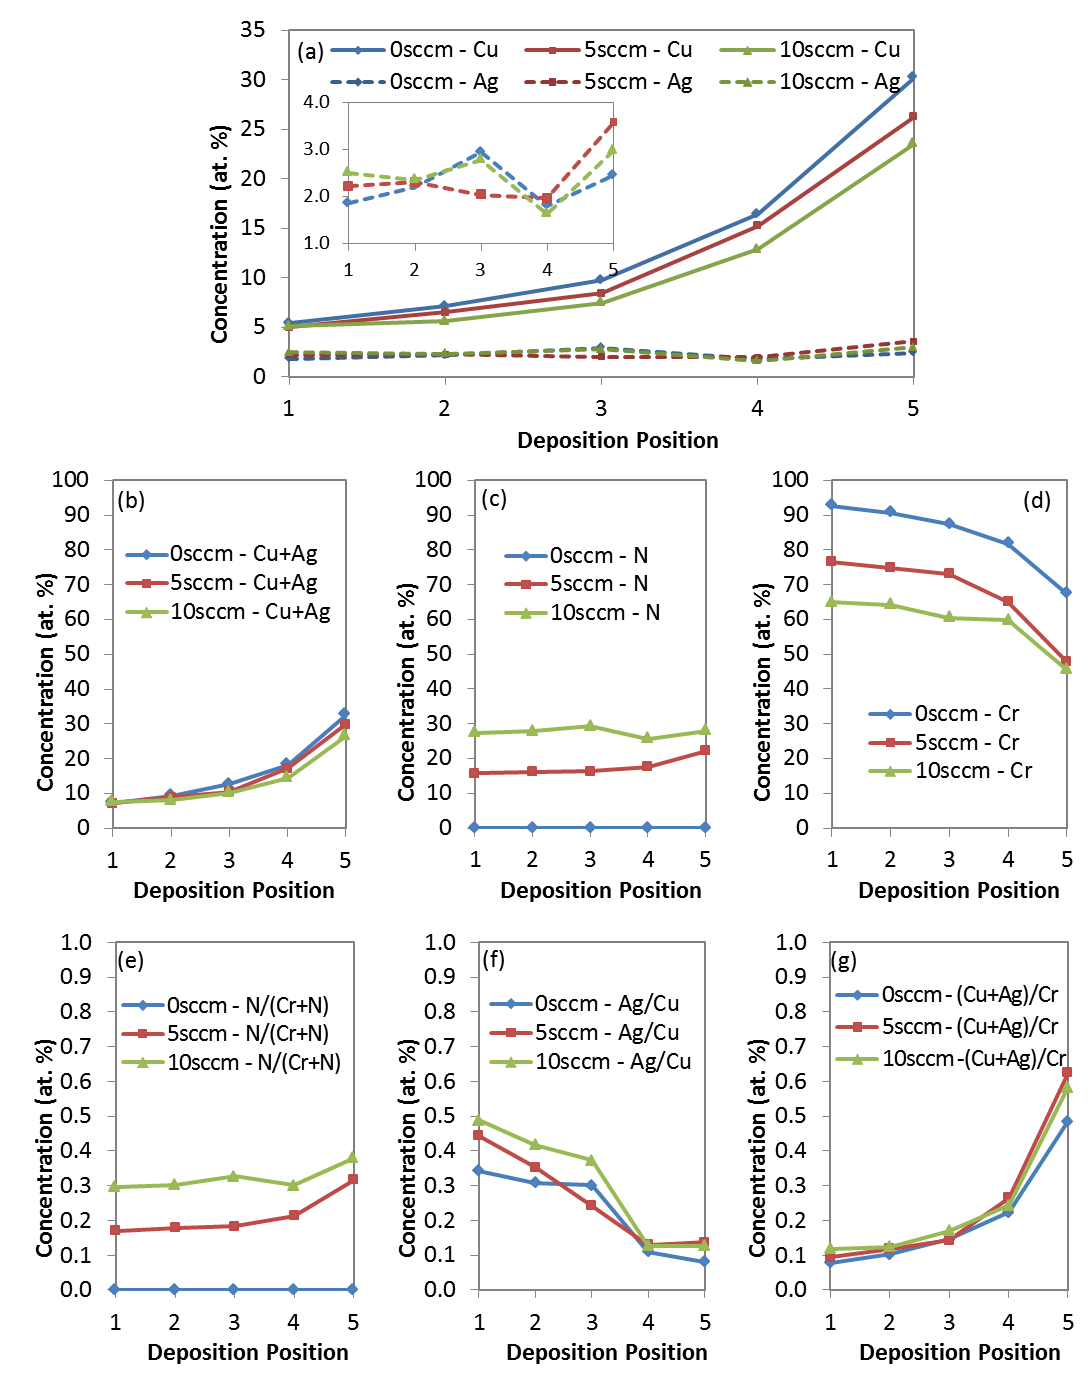 35
30
25
20
15
10
5
0
Concentration (at. %)
(a)
0sccm - Cu
5sccm - Cu
10sccm - Cu
0sccm - Ag
5sccm - Ag
10sccm - Ag
4.0
3.0
2.0
1.0
1 2 3 4 5
1 2 3 4 5
Deposition Position
100
90
80
70
60
50
40
30
20
10
0
Concentration (at. %)
(b)
0sccm - Cu+Ag
5sccm - Cu+Ag
10sccm - Cu+Ag
1 2 3 4 5
Deposition Position
100
90
80
70
60
50
40
30
20
10
0
Concentration (at. %)
(c)
0sccm - N
5sccm - N
10sccm - N
1 2 3 4 5
Deposition Position
100
90
80
70
60
50
40
30
20
10
0
Concentration (at. %)
(d)
0sccm - Cr
5sccm - Cr
10sccm - Cr
1 2 3 4 5
Deposition Position
1.0
0.9
0.8
0.7
0.6
0.5
0.4
0.3
0.2
0.1
0.0
Concentration (at. %)
(e)
0sccm - N/(Cr+N)
5sccm - N/(Cr+N)
10sccm - N/(Cr+N)
1 2 3 4 5
Deposition Position
1.0
0.9
0.8
0.7
0.6
0.5
0.4
0.3
0.2
0.1
0.0
Concentration (at. %)
(f)
0sccm - Ag/Cu
5sccm - Ag/Cu
10sccm - Ag/Cu
1 2 3 4 5
Deposition Position
1.0
0.9
0.8
0.7
0.6
0.5
0.4
0.3
0.2
0.1
0.0
Concentration (at. %)
(g)
0sccm - (Cu+Ag)/Cr
5sccm - (Cu+Ag)/Cr
10sccm -(Cu+Ag)/Cr
1 2 3 4 5
Deposition Position